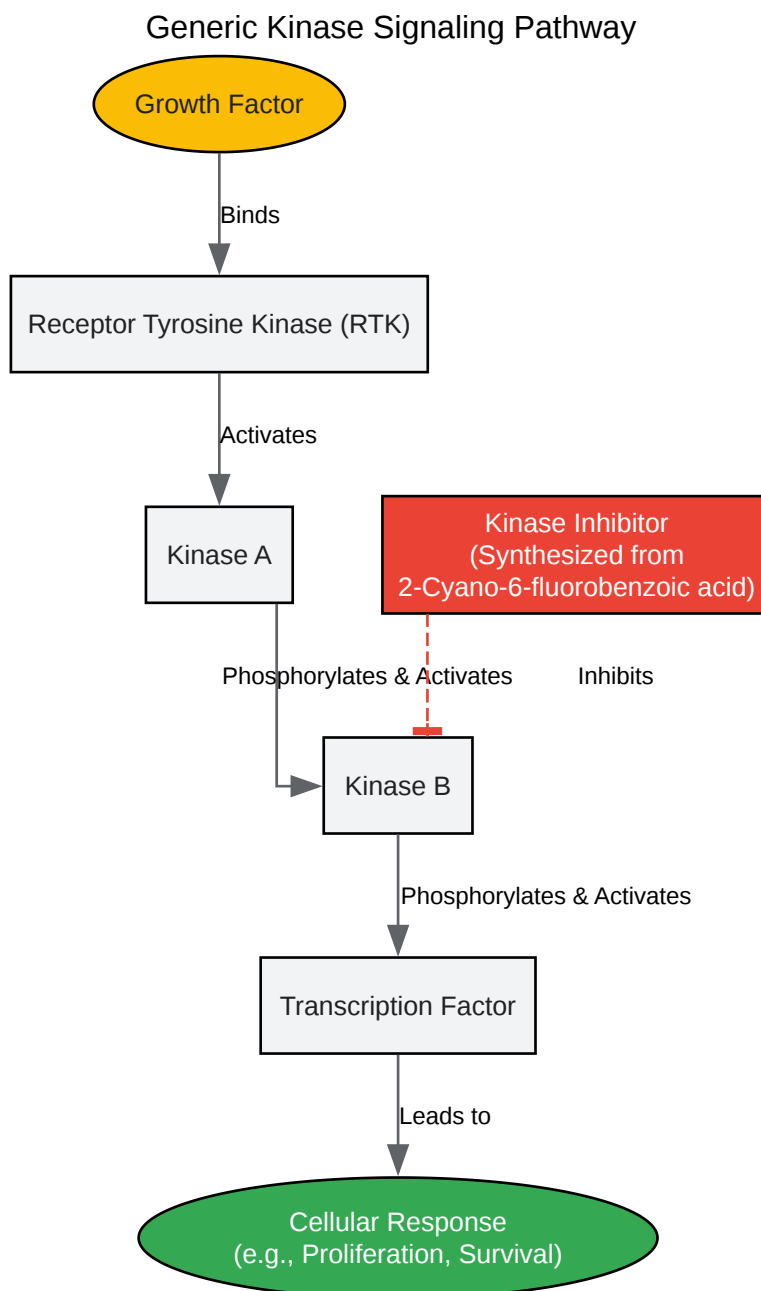 Generic Kinase Signaling Pathway
Growth Factor
Binds
Receptor Tyrosine Kinase (RTK)
Activates
Kinase A
Kinase Inhibitor
(Synthesized from
2-Cyano-6-fluorobenzoic acid)
Phosphorylates & Activates
Inhibits
Kinase B
Phosphorylates & Activates
Transcription Factor
Leads to
Cellular Response
(e.g., Proliferation, Survival)